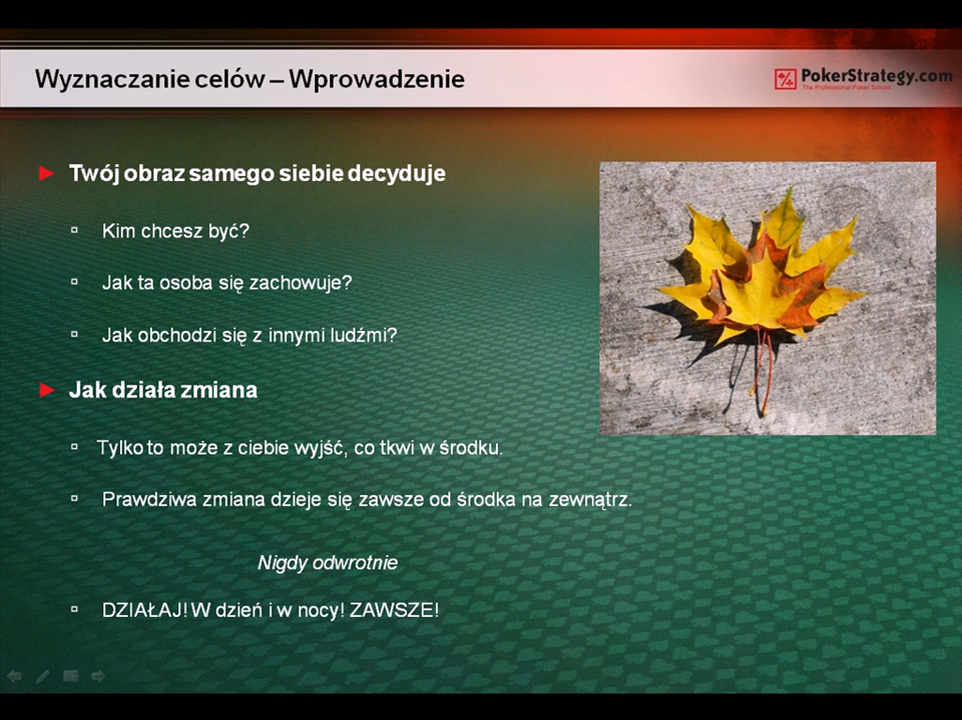 Wyznaczanie celów – Wprowadzenie
PokerStrategy.com
The Professional Poker School
Twój obraz samego siebie decyduje
Kim chcesz być?
Jak ta osoba się zachowuje?
Jak obchodzi się z innymi ludźmi?
Jak działa zmiana
Tylko to może z ciebie wyjść, co tkwi w środku.
Prawdziwa zmiana dzieje się zawsze od środka na zewnątrz.
Nigdy odwrotnie
DZIAŁAJ! W dzień i w nocy! ZAWSZE!